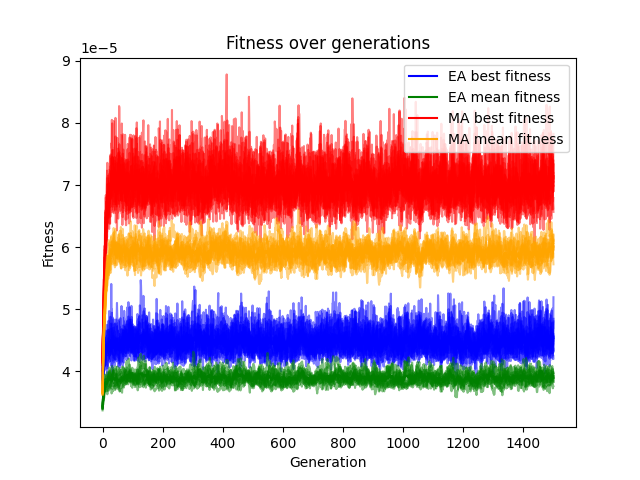 Fitness over generations
1e−5
EA best fitness
EA mean fitness
MA best fitness
MA mean fitness
9
8
7
6
5
4
Fitness
0 200 400 600 800 1000 1200 1400
Generation